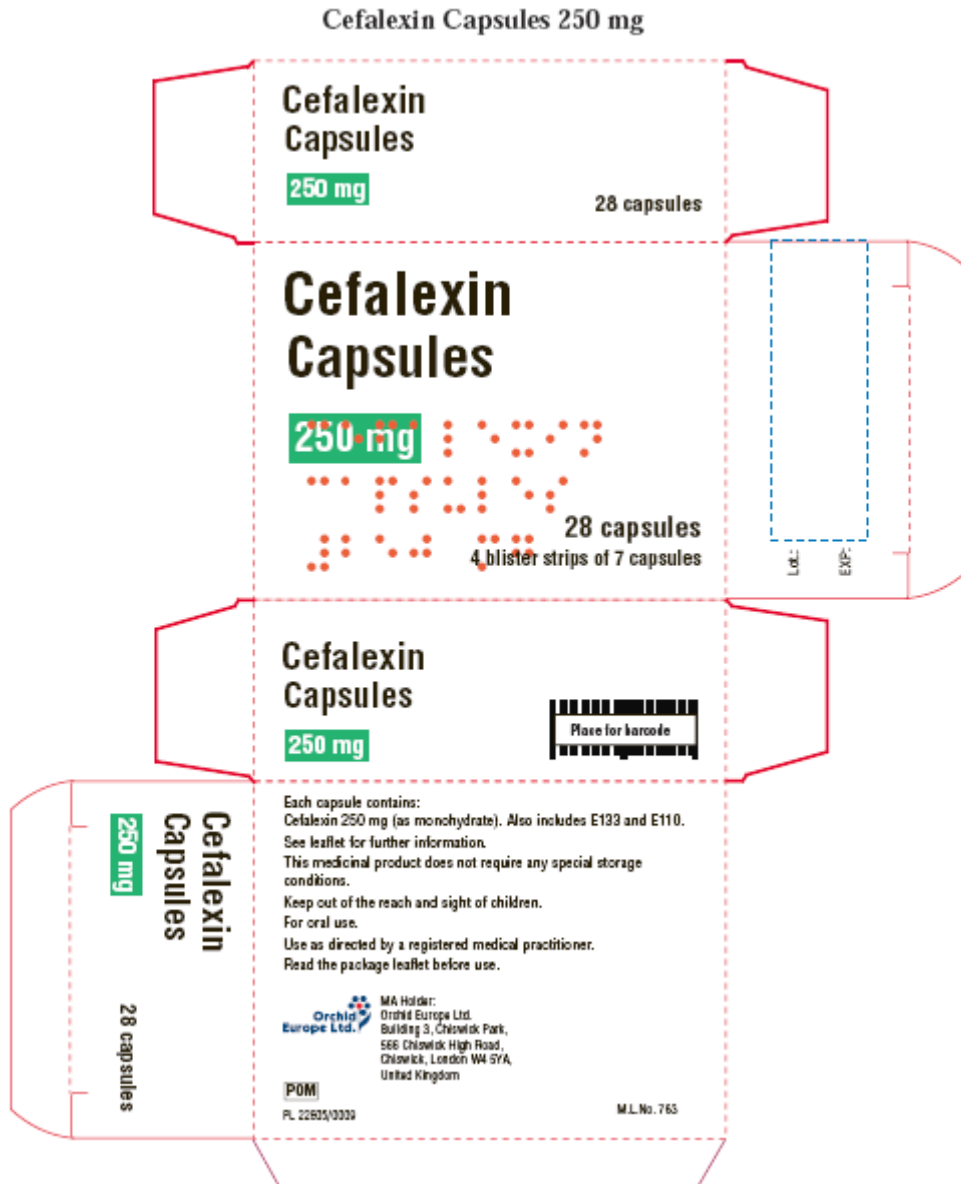 Cefalexin Capsules 250 mg
Cefalexin
Capsules
250 mg
28 capsules
Cefalexin
Capsules
250 mg
28 capsules
4 blister strips of 7 capsules
Lot.:
EXP:
Cefalexin
Capsules
250 mg
Place for barcode
Cefalexin
Capsules
250 mg
28 capsules
Each capsule contains:
Cefalexin 250 mg (as monohydrate). Also includes E133 and E110.
See leaflet for further information.
This medicinal product does not require any special storage
conditions.
Keep out of the reach and sight of children.
For oral use.
Use as directed by a registered medical practitioner.
Read the package leaflet before use.
Orchid
Europe Ltd.
MA Holder:
Orchid Europe Ltd.
Building 3, Chiswick Park,
566 Chiswick High Road,
Chiswick, London W4 5YA,
United Kingdom
POM
PL 22805/0009
M.L.No. 763